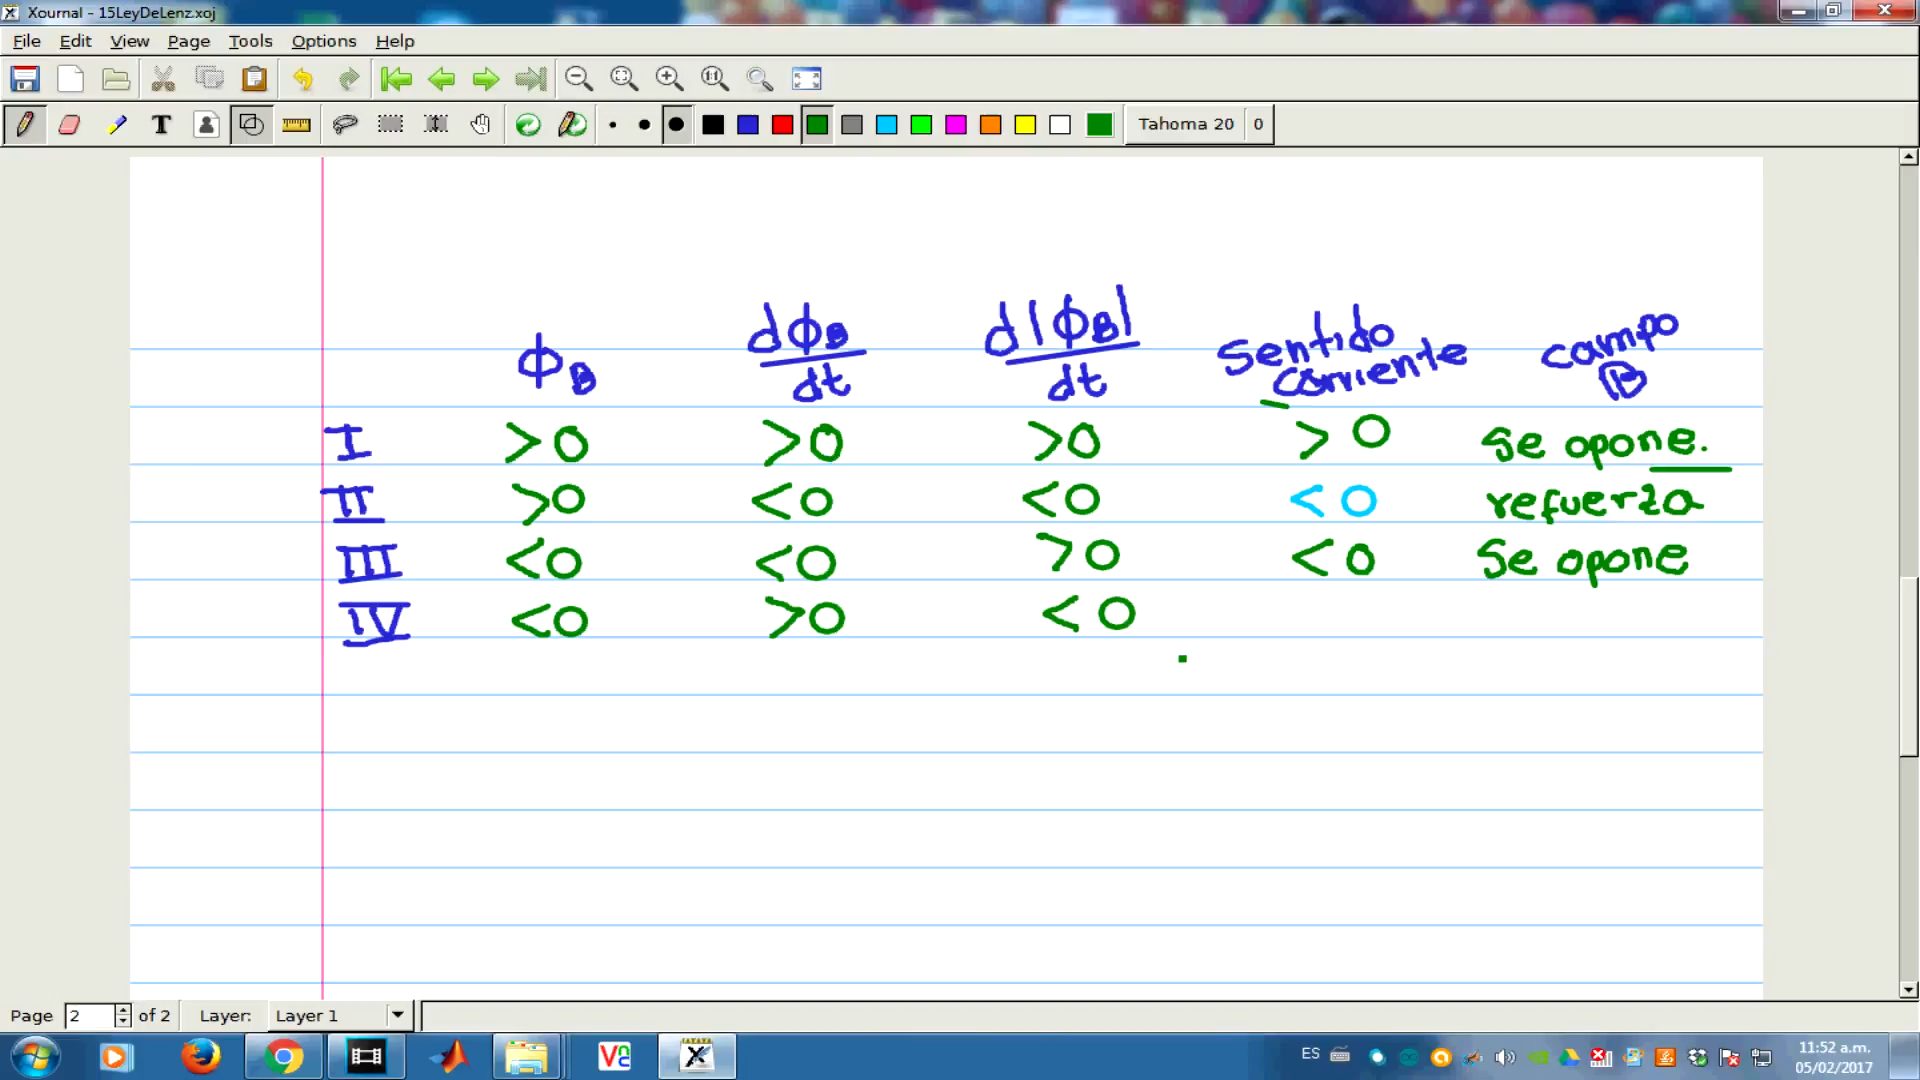 Xournal - 15LeyDeLenz.xoj
File Edit View Page Tools Options Help
Tahoma 20 0
ϕB dϕB/dt d|ϕB|/dt Sentido corriente campo B
I >0 >0 >0 >0 Se opone.
II >0 <0 <0 <0 refuerza
III <0 <0 >0 <0 Se opone
IV <0 >0 <0
Page 2 of 2 Layer: Layer 1
ES 11:52 a.m.
05/02/2017